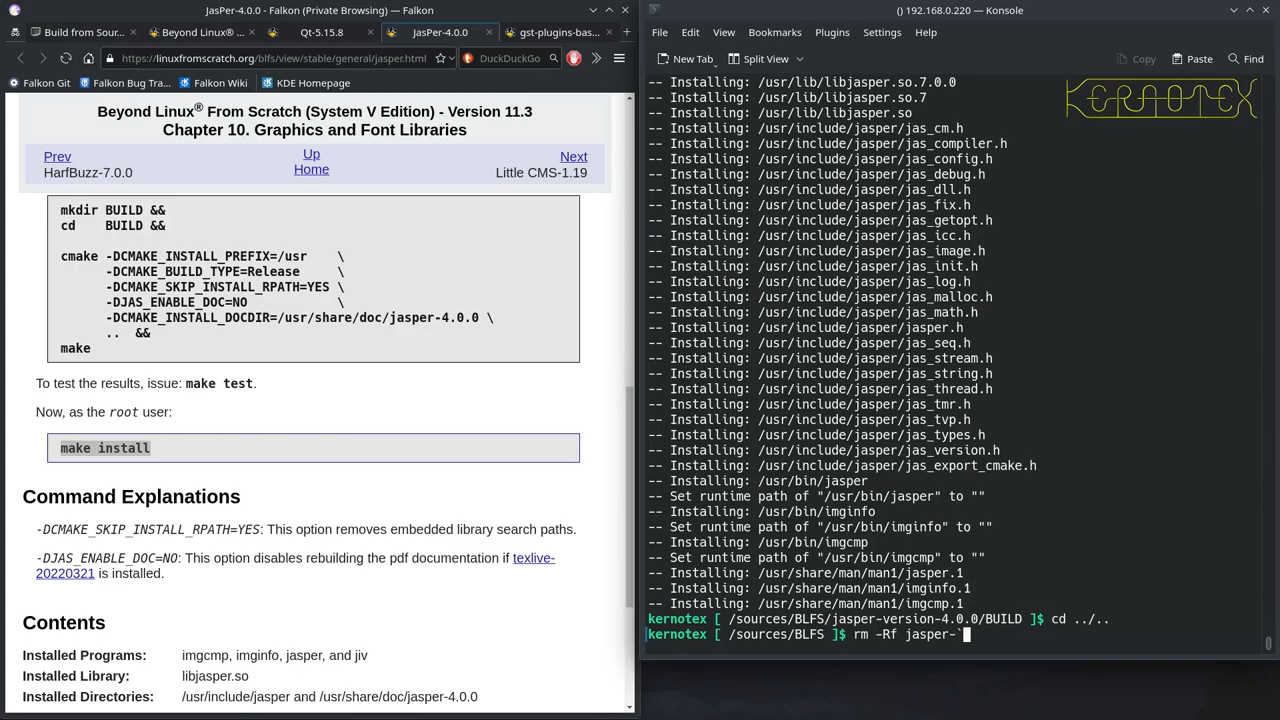 JasPer-4.0.0 - Falkon (Private Browsing) — Falkon
Build from Sour...
Beyond Linux® ...
Qt-5.15.8
JasPer-4.0.0
gst-plugins-bas...
https://linuxfromscratch.org/blfs/view/stable/general/jasper.html
DuckDuckGo
Falkon Git
Falkon Bug Tra...
Falkon Wiki
KDE Homepage
Beyond Linux® From Scratch (System V Edition) - Version 11.3
Chapter 10. Graphics and Font Libraries
Prev
Up
Next
HarfBuzz-7.0.0
Home
Little CMS-1.19
mkdir BUILD &&
cd    BUILD &&
cmake -DCMAKE_INSTALL_PREFIX=/usr    \
-DCMAKE_BUILD_TYPE=Release     \
-DCMAKE_SKIP_INSTALL_RPATH=YES \
-DJAS_ENABLE_DOC=NO            \
-DCMAKE_INSTALL_DOCDIR=/usr/share/doc/jasper-4.0.0 \
..  &&
make
To test the results, issue: make test.
Now, as the root user:
make install
Command Explanations
-DCMAKE_SKIP_INSTALL_RPATH=YES: This option removes embedded library search paths.
-DJAS_ENABLE_DOC=NO: This option disables rebuilding the pdf documentation if texlive-
20220321 is installed.
Contents
Installed Programs: imgcmp, imginfo, jasper, and jiv
Installed Library: libjasper.so
Installed Directories: /usr/include/jasper and /usr/share/doc/jasper-4.0.0
() 192.168.0.220 — Konsole
File Edit View Bookmarks Plugins Settings Help
New Tab
Split View
Copy
Paste
Find
KERNOTEX
-- Installing: /usr/lib/libjasper.so.7.0.0
-- Installing: /usr/lib/libjasper.so.7
-- Installing: /usr/lib/libjasper.so
-- Installing: /usr/include/jasper/jas_cm.h
-- Installing: /usr/include/jasper/jas_compiler.h
-- Installing: /usr/include/jasper/jas_config.h
-- Installing: /usr/include/jasper/jas_debug.h
-- Installing: /usr/include/jasper/jas_dll.h
-- Installing: /usr/include/jasper/jas_fix.h
-- Installing: /usr/include/jasper/jas_getopt.h
-- Installing: /usr/include/jasper/jas_icc.h
-- Installing: /usr/include/jasper/jas_image.h
-- Installing: /usr/include/jasper/jas_init.h
-- Installing: /usr/include/jasper/jas_log.h
-- Installing: /usr/include/jasper/jas_malloc.h
-- Installing: /usr/include/jasper/jas_math.h
-- Installing: /usr/include/jasper/jasper.h
-- Installing: /usr/include/jasper/jas_seq.h
-- Installing: /usr/include/jasper/jas_stream.h
-- Installing: /usr/include/jasper/jas_string.h
-- Installing: /usr/include/jasper/jas_thread.h
-- Installing: /usr/include/jasper/jas_tmr.h
-- Installing: /usr/include/jasper/jas_tvp.h
-- Installing: /usr/include/jasper/jas_types.h
-- Installing: /usr/include/jasper/jas_version.h
-- Installing: /usr/include/jasper/jas_export_cmake.h
-- Installing: /usr/bin/jasper
-- Set runtime path of "/usr/bin/jasper" to ""
-- Installing: /usr/bin/imginfo
-- Set runtime path of "/usr/bin/imginfo" to ""
-- Installing: /usr/bin/imgcmp
-- Set runtime path of "/usr/bin/imgcmp" to ""
-- Installing: /usr/share/man/man1/jasper.1
-- Installing: /usr/share/man/man1/imginfo.1
-- Installing: /usr/share/man/man1/imgcmp.1
kernotex [ /sources/BLFS/jasper-version-4.0.0/BUILD ]$ cd ../..
kernotex [ /sources/BLFS ]$ rm -Rf jasper-`